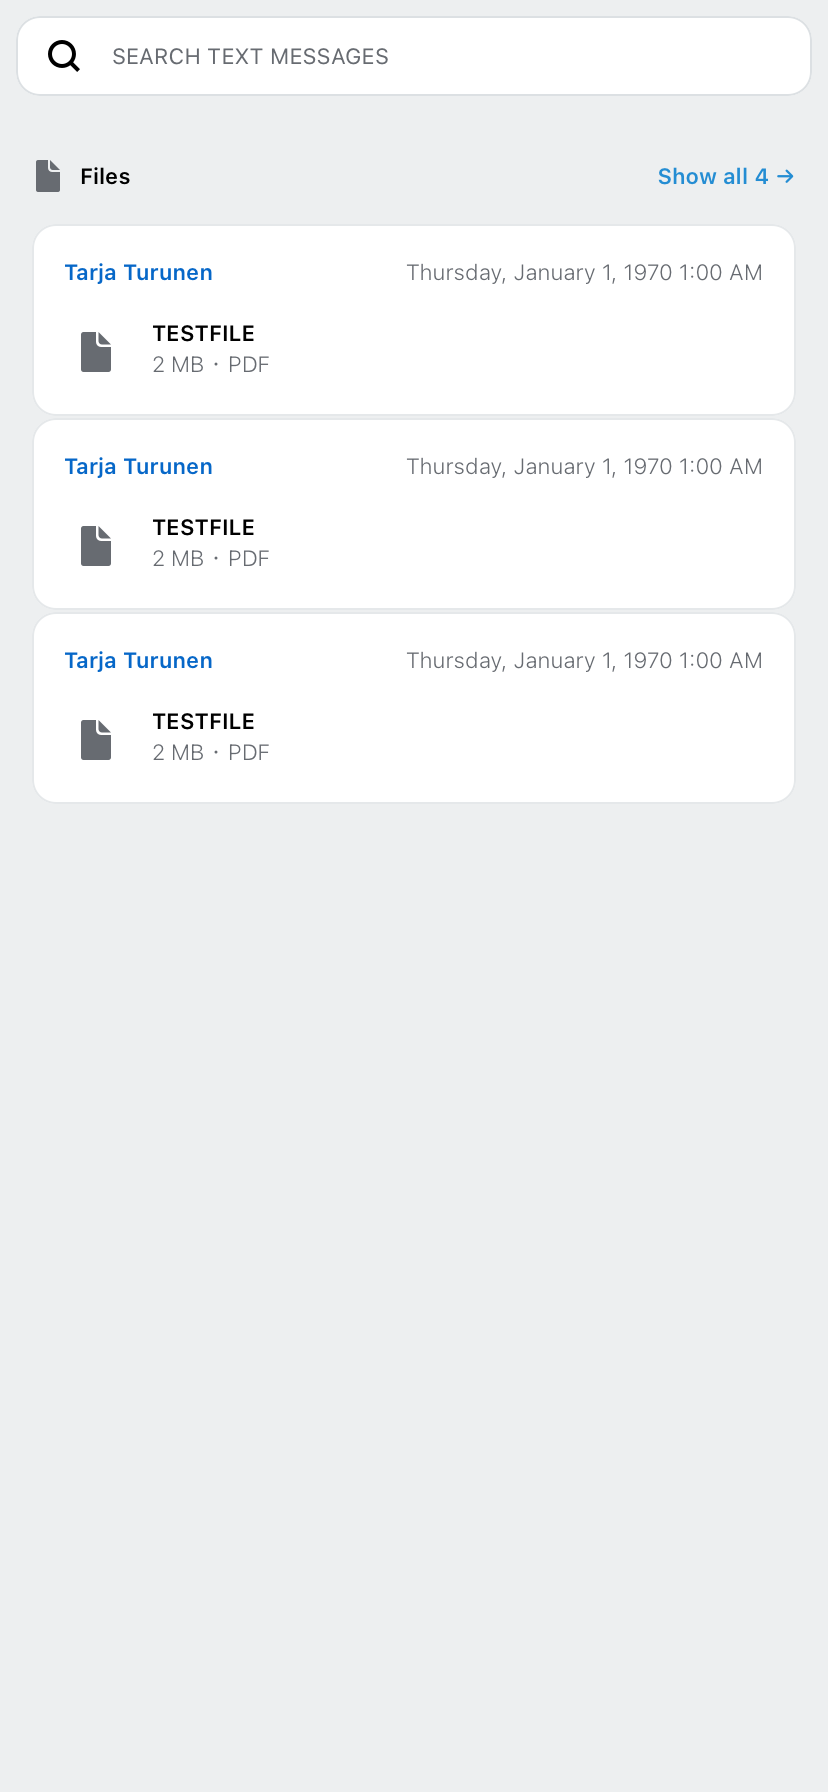 SEARCH TEXT MESSAGES
Files
Show all 4 →
Tarja Turunen
Thursday, January 1, 1970 1:00 AM
TESTFILE
2 MB · PDF
Tarja Turunen
Thursday, January 1, 1970 1:00 AM
TESTFILE
2 MB · PDF
Tarja Turunen
Thursday, January 1, 1970 1:00 AM
TESTFILE
2 MB · PDF